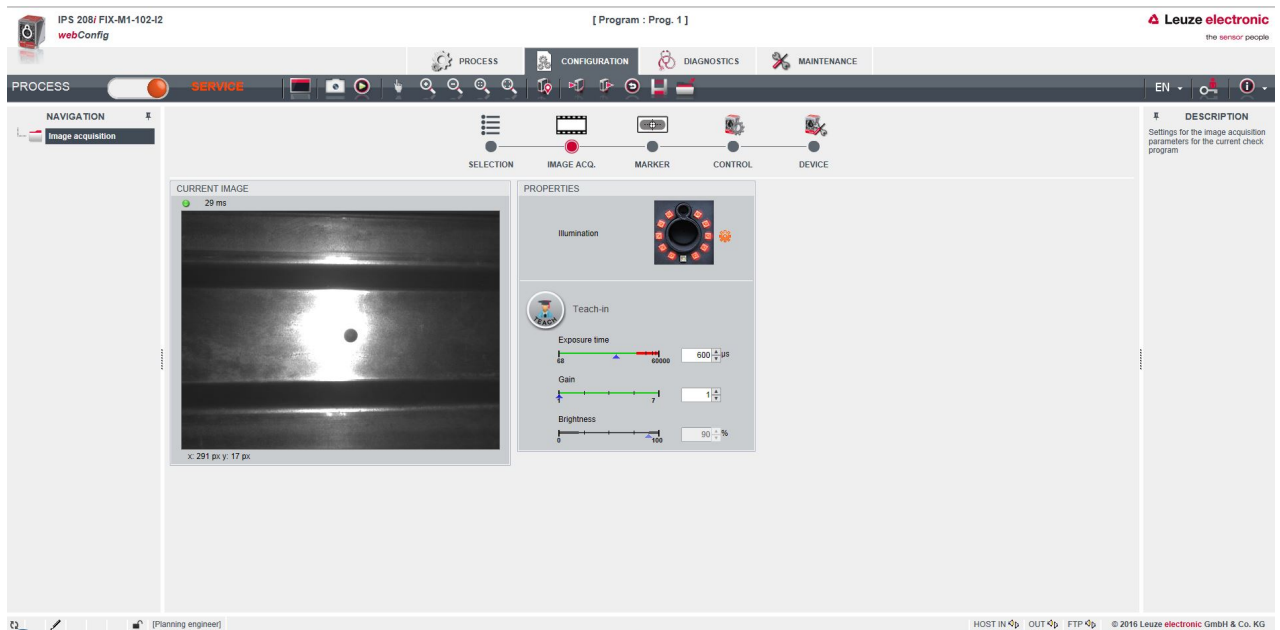 IPS 208i FIX-M1-102-I2
webConfig
[ Program : Prog. 1 ]
Leuze electronic
the sensor people
PROCESS
CONFIGURATION
DIAGNOSTICS
MAINTENANCE
PROCESS
SERVICE
EN
NAVIGATION
Image acquisition
SELECTION
IMAGE ACQ.
MARKER
CONTROL
DEVICE
DESCRIPTION
Settings for the image acquisition
parameters for the current check
program
CURRENT IMAGE
29 ms
x: 291 px y: 17 px
PROPERTIES
Illumination
TEACH
Teach-in
Exposure time
68
60000
600
µs
Gain
1
7
1
Brightness
0
100
90
%
[Planning engineer]
HOST IN
OUT
FTP
© 2016 Leuze electronic GmbH & Co. KG